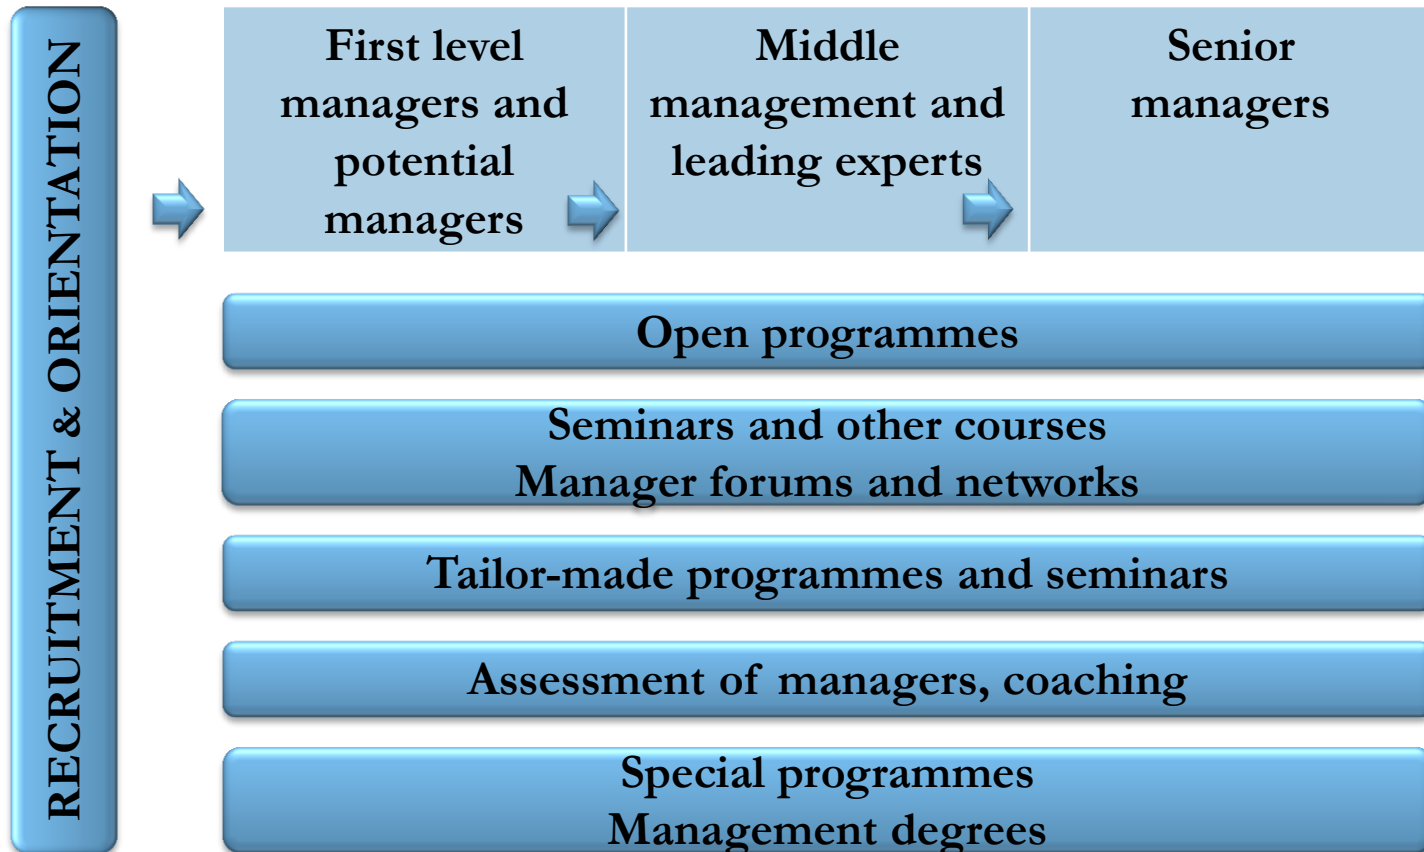 RECRUITMENT & ORIENTATION
First level
managers and
potential
managers
Middle
management and
leading experts
Senior
managers
Open programmes
Seminars and other courses
Manager forums and networks
Tailor-made programmes and seminars
Assessment of managers, coaching
Special programmes
Management degrees